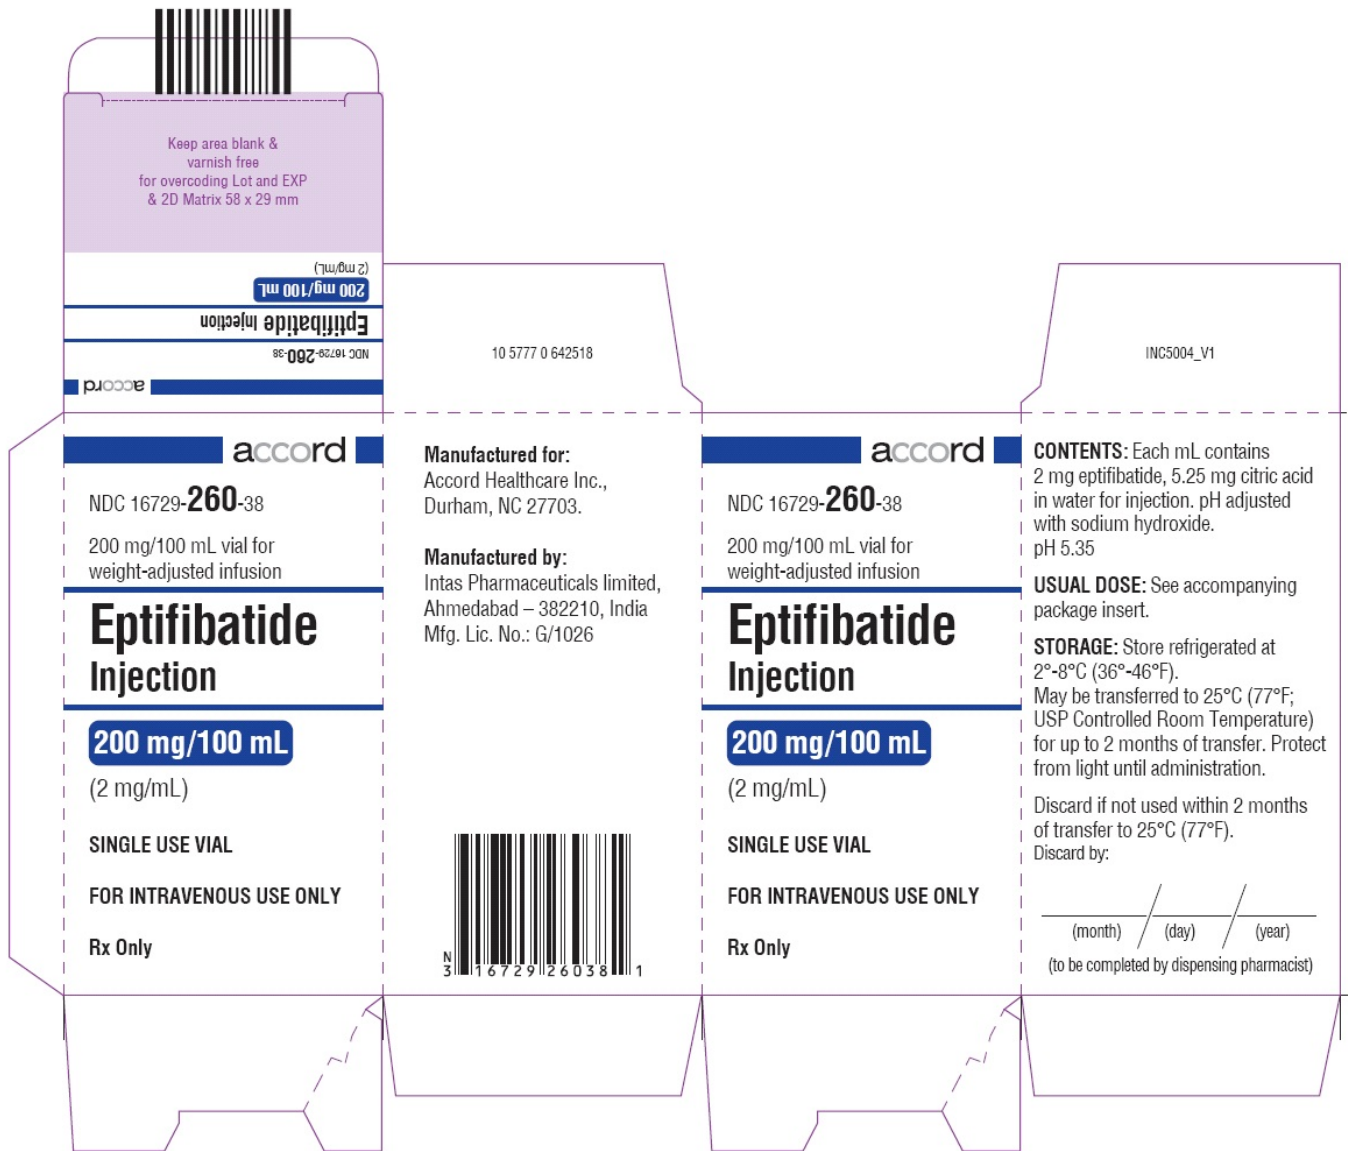 Keep area blank &
varnish free
for overcoding Lot and EXP
& 2D Matrix 58 x 29 mm
(2 mg/mL)
200 mg/100 mL
Eptifibatide Injection
NDC 16729-260-38
accord
10 5777 0 642518
INC5004_V1
accord
NDC 16729-260-38
200 mg/100 mL vial for
weight-adjusted infusion
Eptifibatide
Injection
200 mg/100 mL
(2 mg/mL)
SINGLE USE VIAL
FOR INTRAVENOUS USE ONLY
Rx Only
Manufactured for:
Accord Healthcare Inc.,
Durham, NC 27703.
Manufactured by:
Intas Pharmaceuticals limited,
Ahmedabad – 382210, India
Mfg. Lic. No.: G/1026
N
3 16729 26038 1
accord
NDC 16729-260-38
200 mg/100 mL vial for
weight-adjusted infusion
Eptifibatide
Injection
200 mg/100 mL
(2 mg/mL)
SINGLE USE VIAL
FOR INTRAVENOUS USE ONLY
Rx Only
CONTENTS: Each mL contains
2 mg eptifibatide, 5.25 mg citric acid
in water for injection. pH adjusted
with sodium hydroxide.
pH 5.35
USUAL DOSE: See accompanying
package insert.
STORAGE: Store refrigerated at
2°-8°C (36°-46°F).
May be transferred to 25°C (77°F;
USP Controlled Room Temperature)
for up to 2 months of transfer. Protect
from light until administration.
Discard if not used within 2 months
of transfer to 25°C (77°F).
Discard by:
(month) / (day) / (year)
(to be completed by dispensing pharmacist)